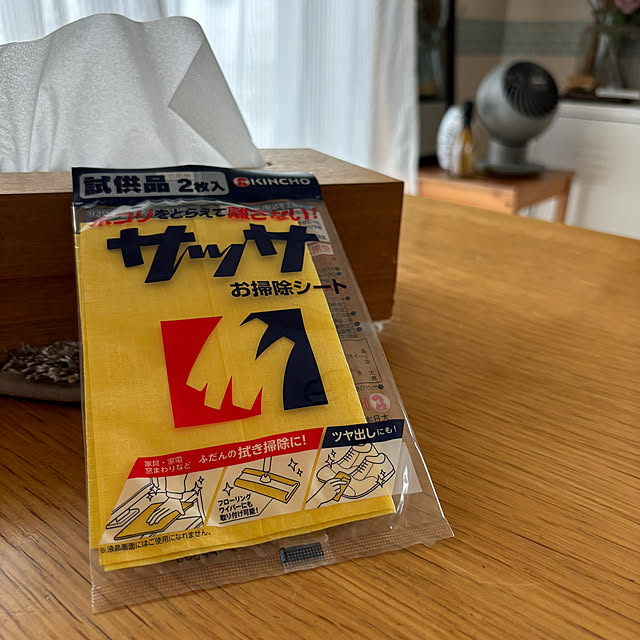 試供品 2枚入 KINCHO
ホコリをとらえて離さない!
サッサ
お掃除シート
家具・家電
窓まわりなど
ふだんの拭き掃除に!
ツヤ出しにも!
フローリング
ワイパーにも
取り付け可能!
※液晶画面にはご使用になれません。